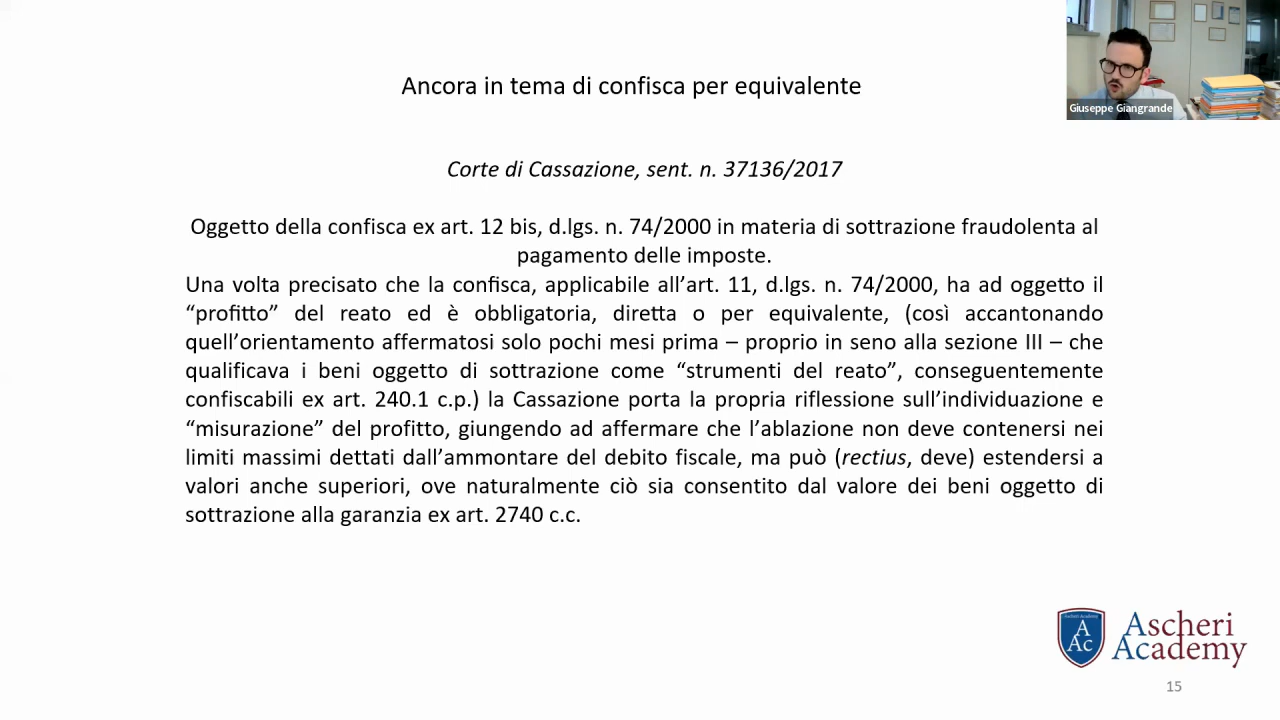 Ancora in tema di confisca per equivalente
Giuseppe Giangrande
Corte di Cassazione, sent. n. 37136/2017
Oggetto della confisca ex art. 12 bis, d.lgs. n. 74/2000 in materia di sottrazione fraudolenta al
pagamento delle imposte.
Una volta precisato che la confisca, applicabile all’art. 11, d.lgs. n. 74/2000, ha ad oggetto il
“profitto” del reato ed è obbligatoria, diretta o per equivalente, (così accantonando
quell’orientamento affermatosi solo pochi mesi prima – proprio in seno alla sezione III – che
qualificava i beni oggetto di sottrazione come “strumenti del reato”, conseguentemente
confiscabili ex art. 240.1 c.p.) la Cassazione porta la propria riflessione sull’individuazione e
“misurazione” del profitto, giungendo ad affermare che l’ablazione non deve contenersi nei
limiti massimi dettati dall’ammontare del debito fiscale, ma può (rectius, deve) estendersi a
valori anche superiori, ove naturalmente ciò sia consentito dal valore dei beni oggetto di
sottrazione alla garanzia ex art. 2740 c.c.
A
Ac
Ascheri
Academy
15